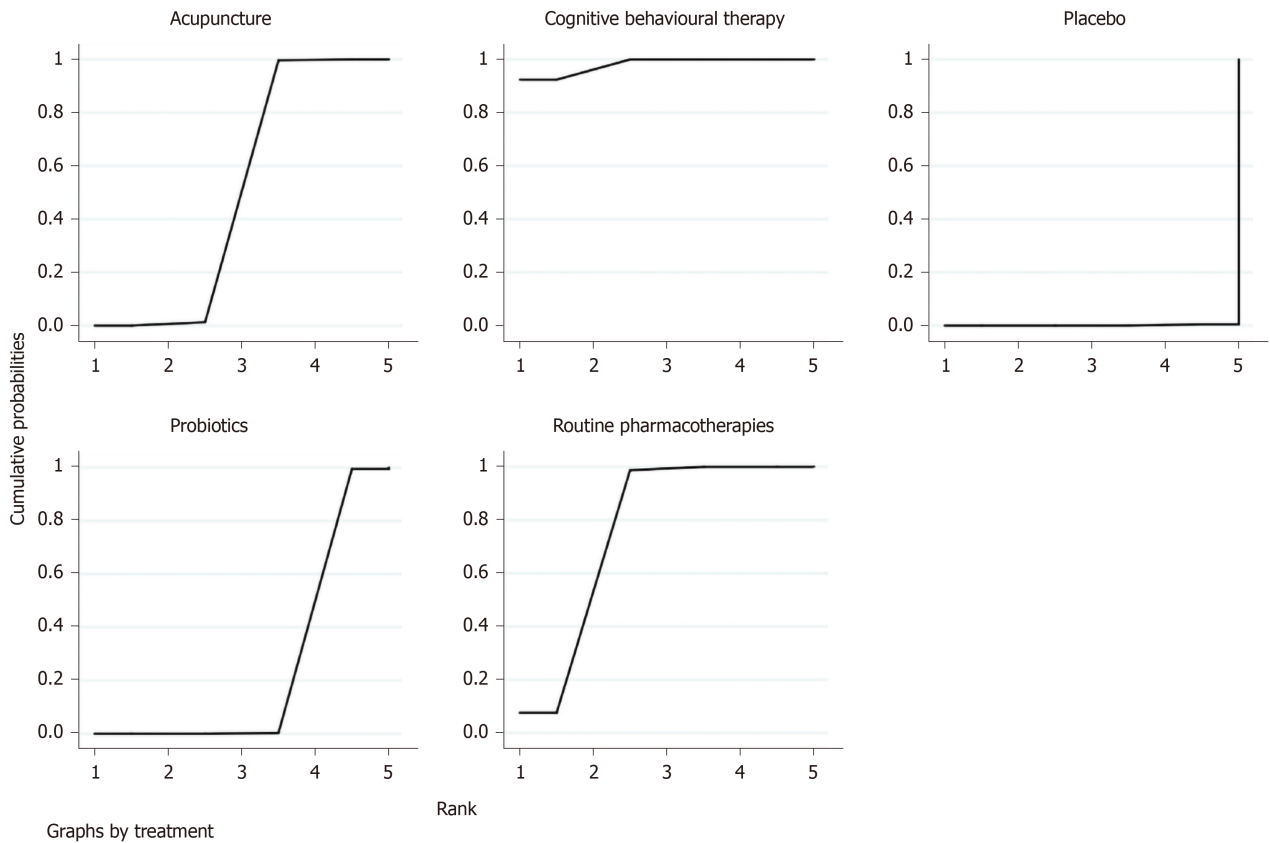 Acupuncture
Cognitive behavioural therapy
Placebo
1
0.8
0.6
0.4
0.2
0.0
1 2 3 4 5
1
0.8
0.6
0.4
0.2
0.0
1 2 3 4 5
1
0.8
0.6
0.4
0.2
0.0
1 2 3 4 5
Cumulative probabilities
Probiotics
Routine pharmacotherapies
1
0.8
0.6
0.4
0.2
0.0
1 2 3 4 5
1
0.8
0.6
0.4
0.2
0.0
1 2 3 4 5
Rank
Graphs by treatment